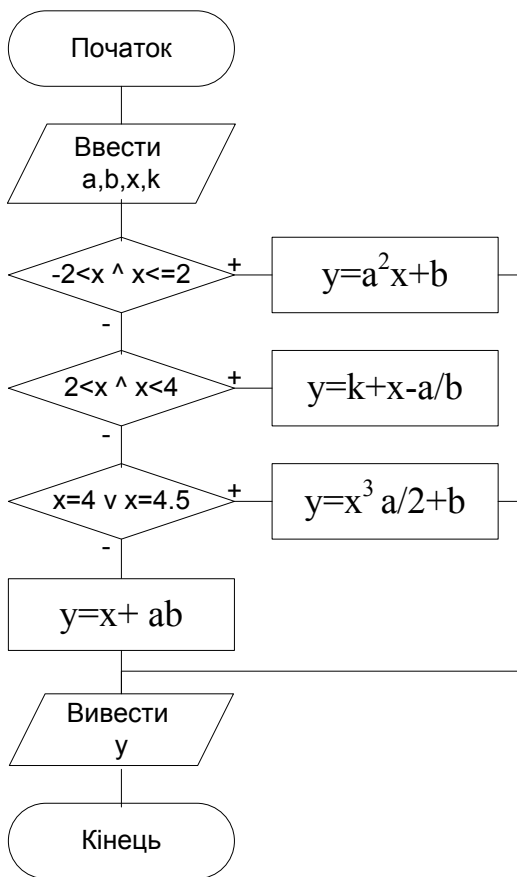 Початок
Ввести
a,b,x,k
-2<x ^ x<=2
+
y=a²x+b
-
2<x ^ x<4
+
y=k+x-a/b
-
x=4 v x=4.5
+
y=x³ a/2+b
-
y=x+ ab
Вивести
y
Кінець